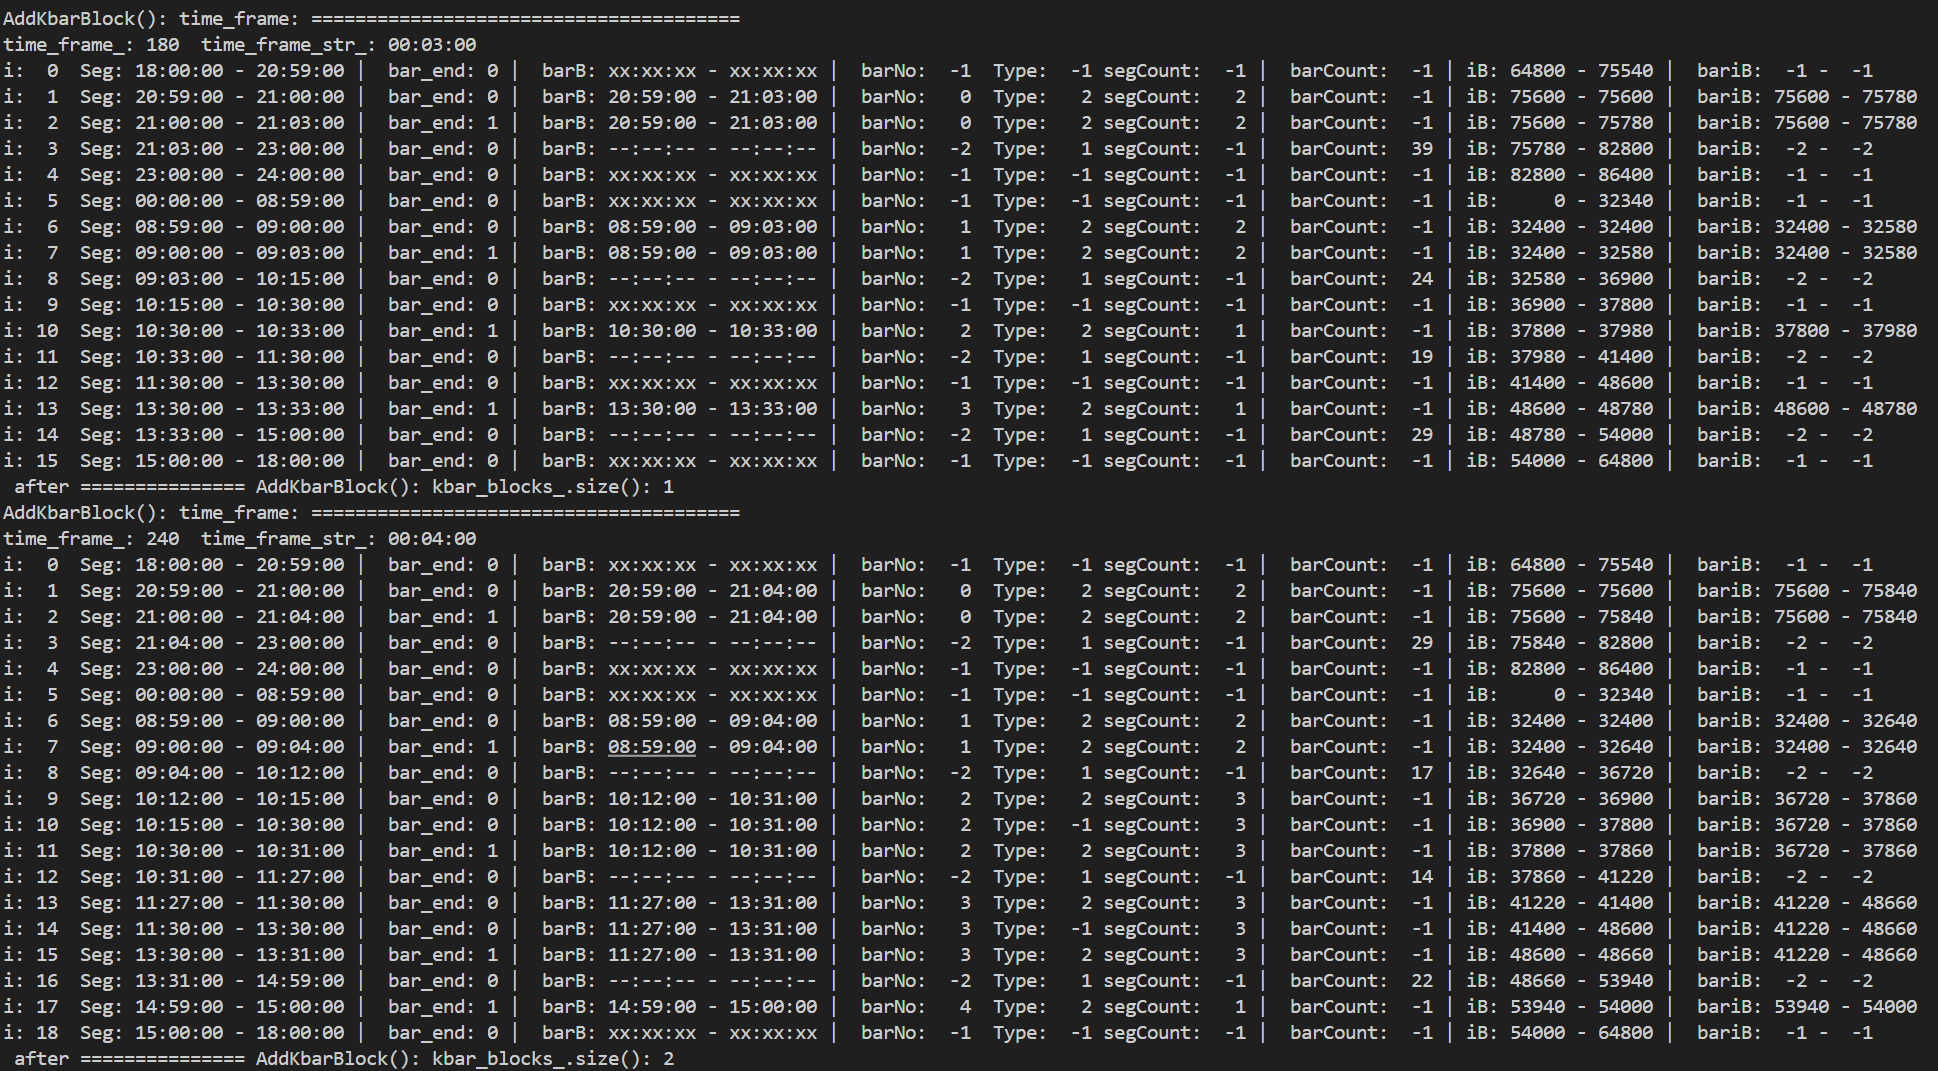 AddKbarBlock(): time_frame: =======================================
time_frame_: 180  time_frame_str_: 00:03:00
i:  0  Seg: 18:00:00 - 20:59:00 |  bar_end: 0 |  barB: xx:xx:xx - xx:xx:xx |  barNo:  -1  Type:  -1 segCount:  -1 |  barCount:  -1 | iB: 64800 - 75540 |  bariB:  -1 -  -1
i:  1  Seg: 20:59:00 - 21:00:00 |  bar_end: 0 |  barB: 20:59:00 - 21:03:00 |  barNo:   0  Type:   2 segCount:   2 |  barCount:  -1 | iB: 75600 - 75600 |  bariB: 75600 - 75780
i:  2  Seg: 21:00:00 - 21:03:00 |  bar_end: 1 |  barB: 20:59:00 - 21:03:00 |  barNo:   0  Type:   2 segCount:   2 |  barCount:  -1 | iB: 75600 - 75780 |  bariB: 75600 - 75780
i:  3  Seg: 21:03:00 - 23:00:00 |  bar_end: 0 |  barB: --:--:-- - --:--:-- |  barNo:  -2  Type:   1 segCount:  -1 |  barCount:  39 | iB: 75780 - 82800 |  bariB:  -2 -  -2
i:  4  Seg: 23:00:00 - 24:00:00 |  bar_end: 0 |  barB: xx:xx:xx - xx:xx:xx |  barNo:  -1  Type:  -1 segCount:  -1 |  barCount:  -1 | iB: 82800 - 86400 |  bariB:  -1 -  -1
i:  5  Seg: 00:00:00 - 08:59:00 |  bar_end: 0 |  barB: xx:xx:xx - xx:xx:xx |  barNo:  -1  Type:  -1 segCount:  -1 |  barCount:  -1 | iB:     0 - 32340 |  bariB:  -1 -  -1
i:  6  Seg: 08:59:00 - 09:00:00 |  bar_end: 0 |  barB: 08:59:00 - 09:03:00 |  barNo:   1  Type:   2 segCount:   2 |  barCount:  -1 | iB: 32400 - 32400 |  bariB: 32400 - 32580
i:  7  Seg: 09:00:00 - 09:03:00 |  bar_end: 1 |  barB: 08:59:00 - 09:03:00 |  barNo:   1  Type:   2 segCount:   2 |  barCount:  -1 | iB: 32400 - 32580 |  bariB: 32400 - 32580
i:  8  Seg: 09:03:00 - 10:15:00 |  bar_end: 0 |  barB: --:--:-- - --:--:-- |  barNo:  -2  Type:   1 segCount:  -1 |  barCount:  24 | iB: 32580 - 36900 |  bariB:  -2 -  -2
i:  9  Seg: 10:15:00 - 10:30:00 |  bar_end: 0 |  barB: xx:xx:xx - xx:xx:xx |  barNo:  -1  Type:  -1 segCount:  -1 |  barCount:  -1 | iB: 36900 - 37800 |  bariB:  -1 -  -1
i: 10  Seg: 10:30:00 - 10:33:00 |  bar_end: 1 |  barB: 10:30:00 - 10:33:00 |  barNo:   2  Type:   2 segCount:   1 |  barCount:  -1 | iB: 37800 - 37980 |  bariB: 37800 - 37980
i: 11  Seg: 10:33:00 - 11:30:00 |  bar_end: 0 |  barB: --:--:-- - --:--:-- |  barNo:  -2  Type:   1 segCount:  -1 |  barCount:  19 | iB: 37980 - 41400 |  bariB:  -2 -  -2
i: 12  Seg: 11:30:00 - 13:30:00 |  bar_end: 0 |  barB: xx:xx:xx - xx:xx:xx |  barNo:  -1  Type:  -1 segCount:  -1 |  barCount:  -1 | iB: 41400 - 48600 |  bariB:  -1 -  -1
i: 13  Seg: 13:30:00 - 13:33:00 |  bar_end: 1 |  barB: 13:30:00 - 13:33:00 |  barNo:   3  Type:   2 segCount:   1 |  barCount:  -1 | iB: 48600 - 48780 |  bariB: 48600 - 48780
i: 14  Seg: 13:33:00 - 15:00:00 |  bar_end: 0 |  barB: --:--:-- - --:--:-- |  barNo:  -2  Type:   1 segCount:  -1 |  barCount:  29 | iB: 48780 - 54000 |  bariB:  -2 -  -2
i: 15  Seg: 15:00:00 - 18:00:00 |  bar_end: 0 |  barB: xx:xx:xx - xx:xx:xx |  barNo:  -1  Type:  -1 segCount:  -1 |  barCount:  -1 | iB: 54000 - 64800 |  bariB:  -1 -  -1
 after =============== AddKbarBlock(): kbar_blocks_.size(): 1
AddKbarBlock(): time_frame: =======================================
time_frame_: 240  time_frame_str_: 00:04:00
i:  0  Seg: 18:00:00 - 20:59:00 |  bar_end: 0 |  barB: xx:xx:xx - xx:xx:xx |  barNo:  -1  Type:  -1 segCount:  -1 |  barCount:  -1 | iB: 64800 - 75540 |  bariB:  -1 -  -1
i:  1  Seg: 20:59:00 - 21:00:00 |  bar_end: 0 |  barB: 20:59:00 - 21:04:00 |  barNo:   0  Type:   2 segCount:   2 |  barCount:  -1 | iB: 75600 - 75600 |  bariB: 75600 - 75840
i:  2  Seg: 21:00:00 - 21:04:00 |  bar_end: 1 |  barB: 20:59:00 - 21:04:00 |  barNo:   0  Type:   2 segCount:   2 |  barCount:  -1 | iB: 75600 - 75840 |  bariB: 75600 - 75840
i:  3  Seg: 21:04:00 - 23:00:00 |  bar_end: 0 |  barB: --:--:-- - --:--:-- |  barNo:  -2  Type:   1 segCount:  -1 |  barCount:  29 | iB: 75840 - 82800 |  bariB:  -2 -  -2
i:  4  Seg: 23:00:00 - 24:00:00 |  bar_end: 0 |  barB: xx:xx:xx - xx:xx:xx |  barNo:  -1  Type:  -1 segCount:  -1 |  barCount:  -1 | iB: 82800 - 86400 |  bariB:  -1 -  -1
i:  5  Seg: 00:00:00 - 08:59:00 |  bar_end: 0 |  barB: xx:xx:xx - xx:xx:xx |  barNo:  -1  Type:  -1 segCount:  -1 |  barCount:  -1 | iB:     0 - 32340 |  bariB:  -1 -  -1
i:  6  Seg: 08:59:00 - 09:00:00 |  bar_end: 0 |  barB: 08:59:00 - 09:04:00 |  barNo:   1  Type:   2 segCount:   2 |  barCount:  -1 | iB: 32400 - 32400 |  bariB: 32400 - 32640
i:  7  Seg: 09:00:00 - 09:04:00 |  bar_end: 1 |  barB: 08:59:00 - 09:04:00 |  barNo:   1  Type:   2 segCount:   2 |  barCount:  -1 | iB: 32400 - 32640 |  bariB: 32400 - 32640
i:  8  Seg: 09:04:00 - 10:12:00 |  bar_end: 0 |  barB: --:--:-- - --:--:-- |  barNo:  -2  Type:   1 segCount:  -1 |  barCount:  17 | iB: 32640 - 36720 |  bariB:  -2 -  -2
i:  9  Seg: 10:12:00 - 10:15:00 |  bar_end: 0 |  barB: 10:12:00 - 10:31:00 |  barNo:   2  Type:   2 segCount:   3 |  barCount:  -1 | iB: 36720 - 36900 |  bariB: 36720 - 37860
i: 10  Seg: 10:15:00 - 10:30:00 |  bar_end: 0 |  barB: 10:12:00 - 10:31:00 |  barNo:   2  Type:  -1 segCount:   3 |  barCount:  -1 | iB: 36900 - 37800 |  bariB: 36720 - 37860
i: 11  Seg: 10:30:00 - 10:31:00 |  bar_end: 1 |  barB: 10:12:00 - 10:31:00 |  barNo:   2  Type:   2 segCount:   3 |  barCount:  -1 | iB: 37800 - 37860 |  bariB: 36720 - 37860
i: 12  Seg: 10:31:00 - 11:27:00 |  bar_end: 0 |  barB: --:--:-- - --:--:-- |  barNo:  -2  Type:   1 segCount:  -1 |  barCount:  14 | iB: 37860 - 41220 |  bariB:  -2 -  -2
i: 13  Seg: 11:27:00 - 11:30:00 |  bar_end: 0 |  barB: 11:27:00 - 13:31:00 |  barNo:   3  Type:   2 segCount:   3 |  barCount:  -1 | iB: 41220 - 41400 |  bariB: 41220 - 48660
i: 14  Seg: 11:30:00 - 13:30:00 |  bar_end: 0 |  barB: 11:27:00 - 13:31:00 |  barNo:   3  Type:  -1 segCount:   3 |  barCount:  -1 | iB: 41400 - 48600 |  bariB: 41220 - 48660
i: 15  Seg: 13:30:00 - 13:31:00 |  bar_end: 1 |  barB: 11:27:00 - 13:31:00 |  barNo:   3  Type:   2 segCount:   3 |  barCount:  -1 | iB: 48600 - 48660 |  bariB: 41220 - 48660
i: 16  Seg: 13:31:00 - 14:59:00 |  bar_end: 0 |  barB: --:--:-- - --:--:-- |  barNo:  -2  Type:   1 segCount:  -1 |  barCount:  22 | iB: 48660 - 53940 |  bariB:  -2 -  -2
i: 17  Seg: 14:59:00 - 15:00:00 |  bar_end: 1 |  barB: 14:59:00 - 15:00:00 |  barNo:   4  Type:   2 segCount:   1 |  barCount:  -1 | iB: 53940 - 54000 |  bariB: 53940 - 54000
i: 18  Seg: 15:00:00 - 18:00:00 |  bar_end: 0 |  barB: xx:xx:xx - xx:xx:xx |  barNo:  -1  Type:  -1 segCount:  -1 |  barCount:  -1 | iB: 54000 - 64800 |  bariB:  -1 -  -1
 after =============== AddKbarBlock(): kbar_blocks_.size(): 2